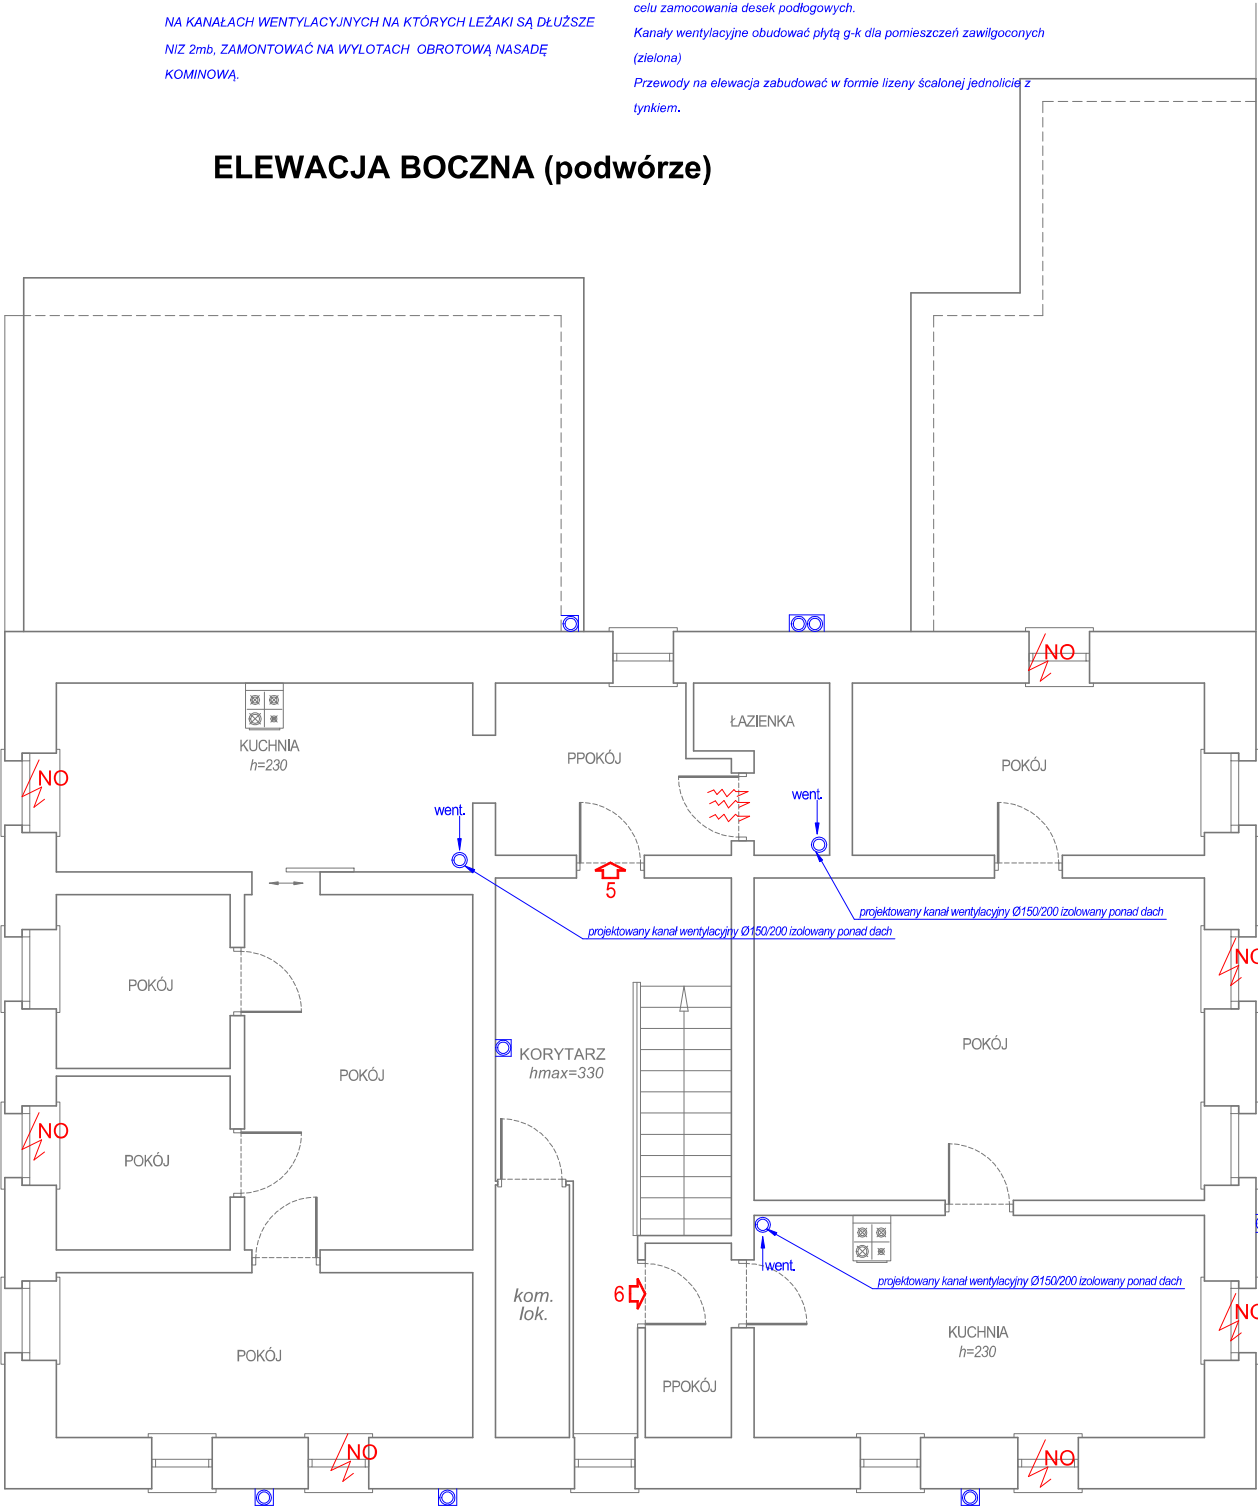 NA KANAŁACH WENTYLACYJNYCH NA KTÓRYCH LEŻAKI SĄ DŁUŻSZE
NIZ 2mb, ZAMONTOWAĆ NA WYLOTACH OBROTOWĄ NASADĘ
KOMINOWĄ.
celu zamocowania desek podłogowych.
Kanały wentylacyjne obudować płytą g-k dla pomieszczeń zawilgoconych
(zielona)
Przewody na elewacja zabudować w formie lizeny scalonej jednolicie z
tynkiem.
ELEWACJA BOCZNA (podwórze)
NO
ŁAZIENKA
KUCHNIA
h=230
PPOKÓJ
POKÓJ
NO
went.
went.
5
projektowany kanał wentylacyjny Ø150/200 izolowany ponad dach
projektowany kanał wentylacyjny Ø150/200 izolowany ponad dach
NO
POKÓJ
POKÓJ
KORYTARZ
hmax=330
POKÓJ
NO
POKÓJ
went.
projektowany kanał wentylacyjny Ø150/200 izolowany ponad dach
6
kom.
lok.
NO
KUCHNIA
h=230
POKÓJ
PPOKÓJ
NO
NO